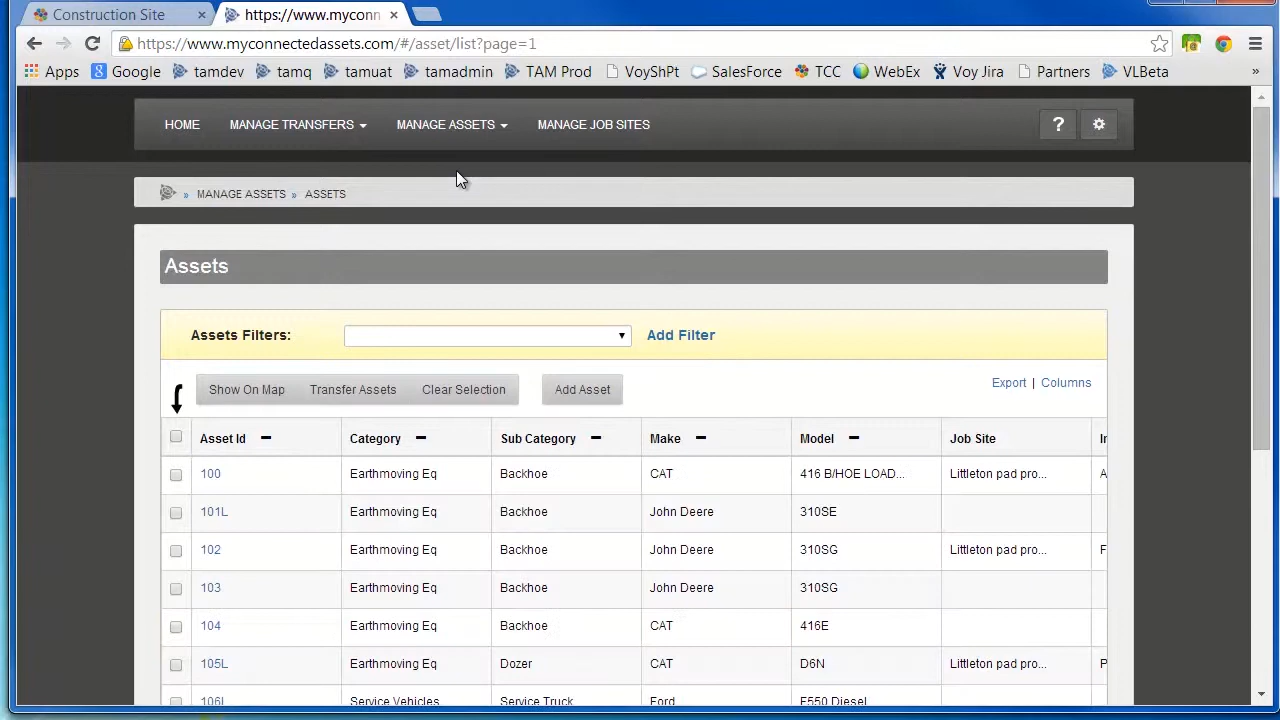 Construction Site × https://www.myconn ×
https://www.myconnectedassets.com/#/asset/list?page=1
Apps Google tamdev tamq tamuat tamadmin TAM Prod VoyShPt SalesForce TCC WebEx Voy Jira Partners VLBeta »
HOME MANAGE TRANSFERS MANAGE ASSETS MANAGE JOB SITES ?
» MANAGE ASSETS » ASSETS
Assets
Assets Filters: Add Filter
Show On Map Transfer Assets Clear Selection Add Asset Export | Columns
Asset Id Category Sub Category Make Model Job Site
100 Earthmoving Eq Backhoe CAT 416 B/HOE LOAD... Littleton pad pro... A
101L Earthmoving Eq Backhoe John Deere 310SE
102 Earthmoving Eq Backhoe John Deere 310SG Littleton pad pro... F
103 Earthmoving Eq Backhoe John Deere 310SG
104 Earthmoving Eq Backhoe CAT 416E
105L Earthmoving Eq Dozer CAT D6N Littleton pad pro...
106L Service Vehicles Service Truck Ford F550 Diesel